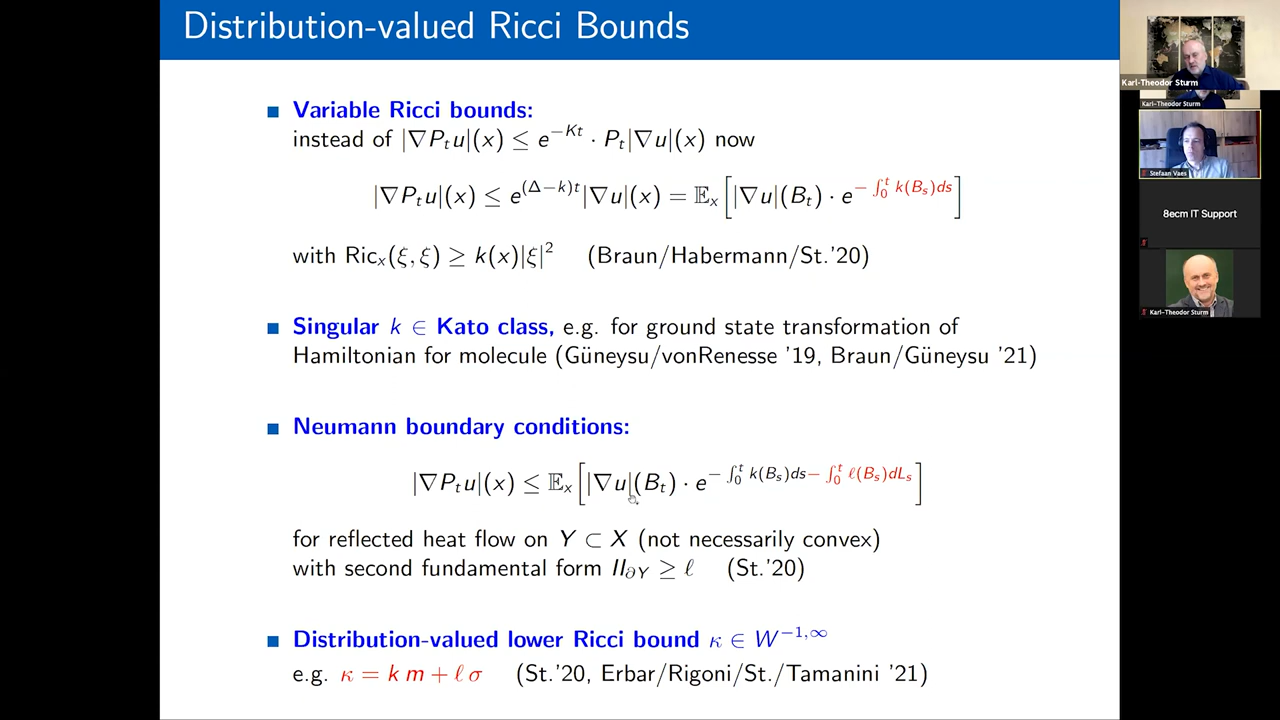 Distribution-valued Ricci Bounds
Variable Ricci bounds:
instead of |∇P_t u|(x) ≤ e^{−Kt} · P_t|∇u|(x) now
|∇P_t u|(x) ≤ e^{(Δ−k)t}|∇u|(x) = 𝔼_x[|∇u|(B_t) · e^{−∫_0^t k(B_s)ds}]
with Ric_x(ξ, ξ) ≥ k(x)|ξ|² (Braun/Habermann/St.'20)
Singular k ∈ Kato class, e.g. for ground state transformation of
Hamiltonian for molecule (Güneysu/vonRenesse '19, Braun/Güneysu '21)
Neumann boundary conditions:
|∇P_t u|(x) ≤ 𝔼_x[|∇u|(B_t) · e^{−∫_0^t k(B_s)ds−∫_0^t ℓ(B_s)dL_s}]
for reflected heat flow on Y ⊂ X (not necessarily convex)
with second fundamental form II_{∂Y} ≥ ℓ (St.'20)
Distribution-valued lower Ricci bound κ ∈ W^{−1,∞}
e.g. κ = k m + ℓ σ (St.'20, Erbar/Rigoni/St./Tamanini '21)
Karl-Theodor Sturm
Karl-Theodor Sturm
Stefaan Vaes
8ecm IT Support
Karl-Theodor Sturm